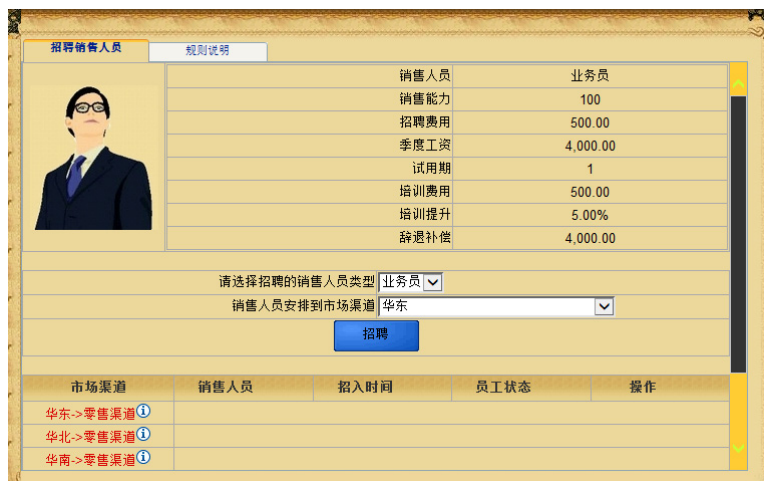 招聘销售人员 规则说明
销售人员 业务员
销售能力 100
招聘费用 500.00
季度工资 4,000.00
试用期 1
培训费用 500.00
培训提升 5.00%
辞退补偿 4,000.00
请选择招聘的销售人员类型 业务员
销售人员安排到市场渠道 华东
招聘
市场渠道 销售人员 招入时间 员工状态 操作
华东->零售渠道
华北->零售渠道
华南->零售渠道